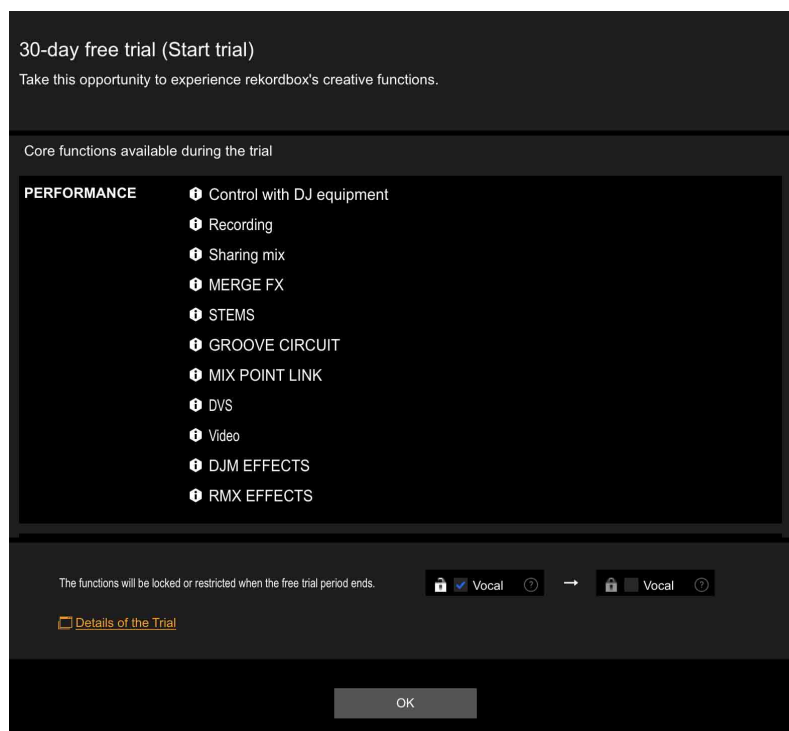 30-day free trial (Start trial)
Take this opportunity to experience rekordbox's creative functions.
Core functions available during the trial
PERFORMANCE
Control with DJ equipment
Recording
Sharing mix
MERGE FX
STEMS
GROOVE CIRCUIT
MIX POINT LINK
DVS
Video
DJM EFFECTS
RMX EFFECTS
The functions will be locked or restricted when the free trial period ends. Vocal ? → Vocal ?
Details of the Trial
OK